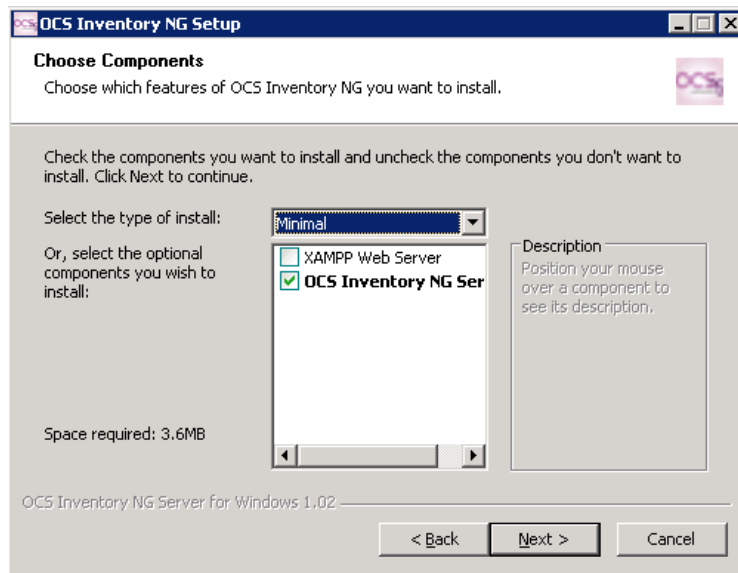 OCS Inventory NG Setup
Choose Components
Choose which features of OCS Inventory NG you want to install.
OCS
Check the components you want to install and uncheck the components you don't want to
install. Click Next to continue.
Select the type of install:
Minimal
Or, select the optional
components you wish to
install:
XAMPP Web Server
OCS Inventory NG Ser
Description
Position your mouse
over a component to
see its description.
Space required: 3.6MB
OCS Inventory NG Server for Windows 1.02
< Back
Next >
Cancel